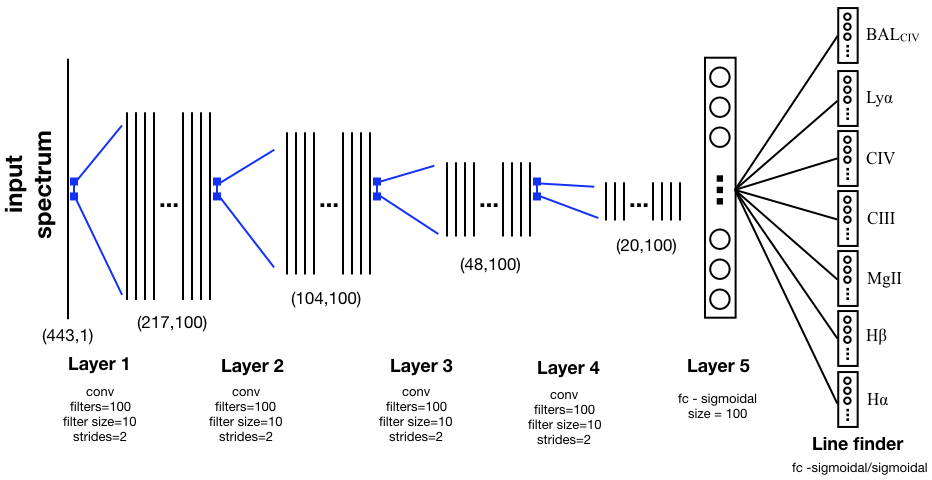 input
spectrum
(443,1)
(217,100)
(104,100)
(48,100)
(20,100)
...
...
...
...
Layer 1
conv
filters=100
filter size=10
strides=2
Layer 2
conv
filters=100
filter size=10
strides=2
Layer 3
conv
filters=100
filter size=10
strides=2
Layer 4
conv
filters=100
filter size=10
strides=2
Layer 5
fc - sigmoidal
size = 100
BALCIV
Lyα
CIV
CIII
MgII
Hβ
Hα
Line finder
fc -sigmoidal/sigmoidal